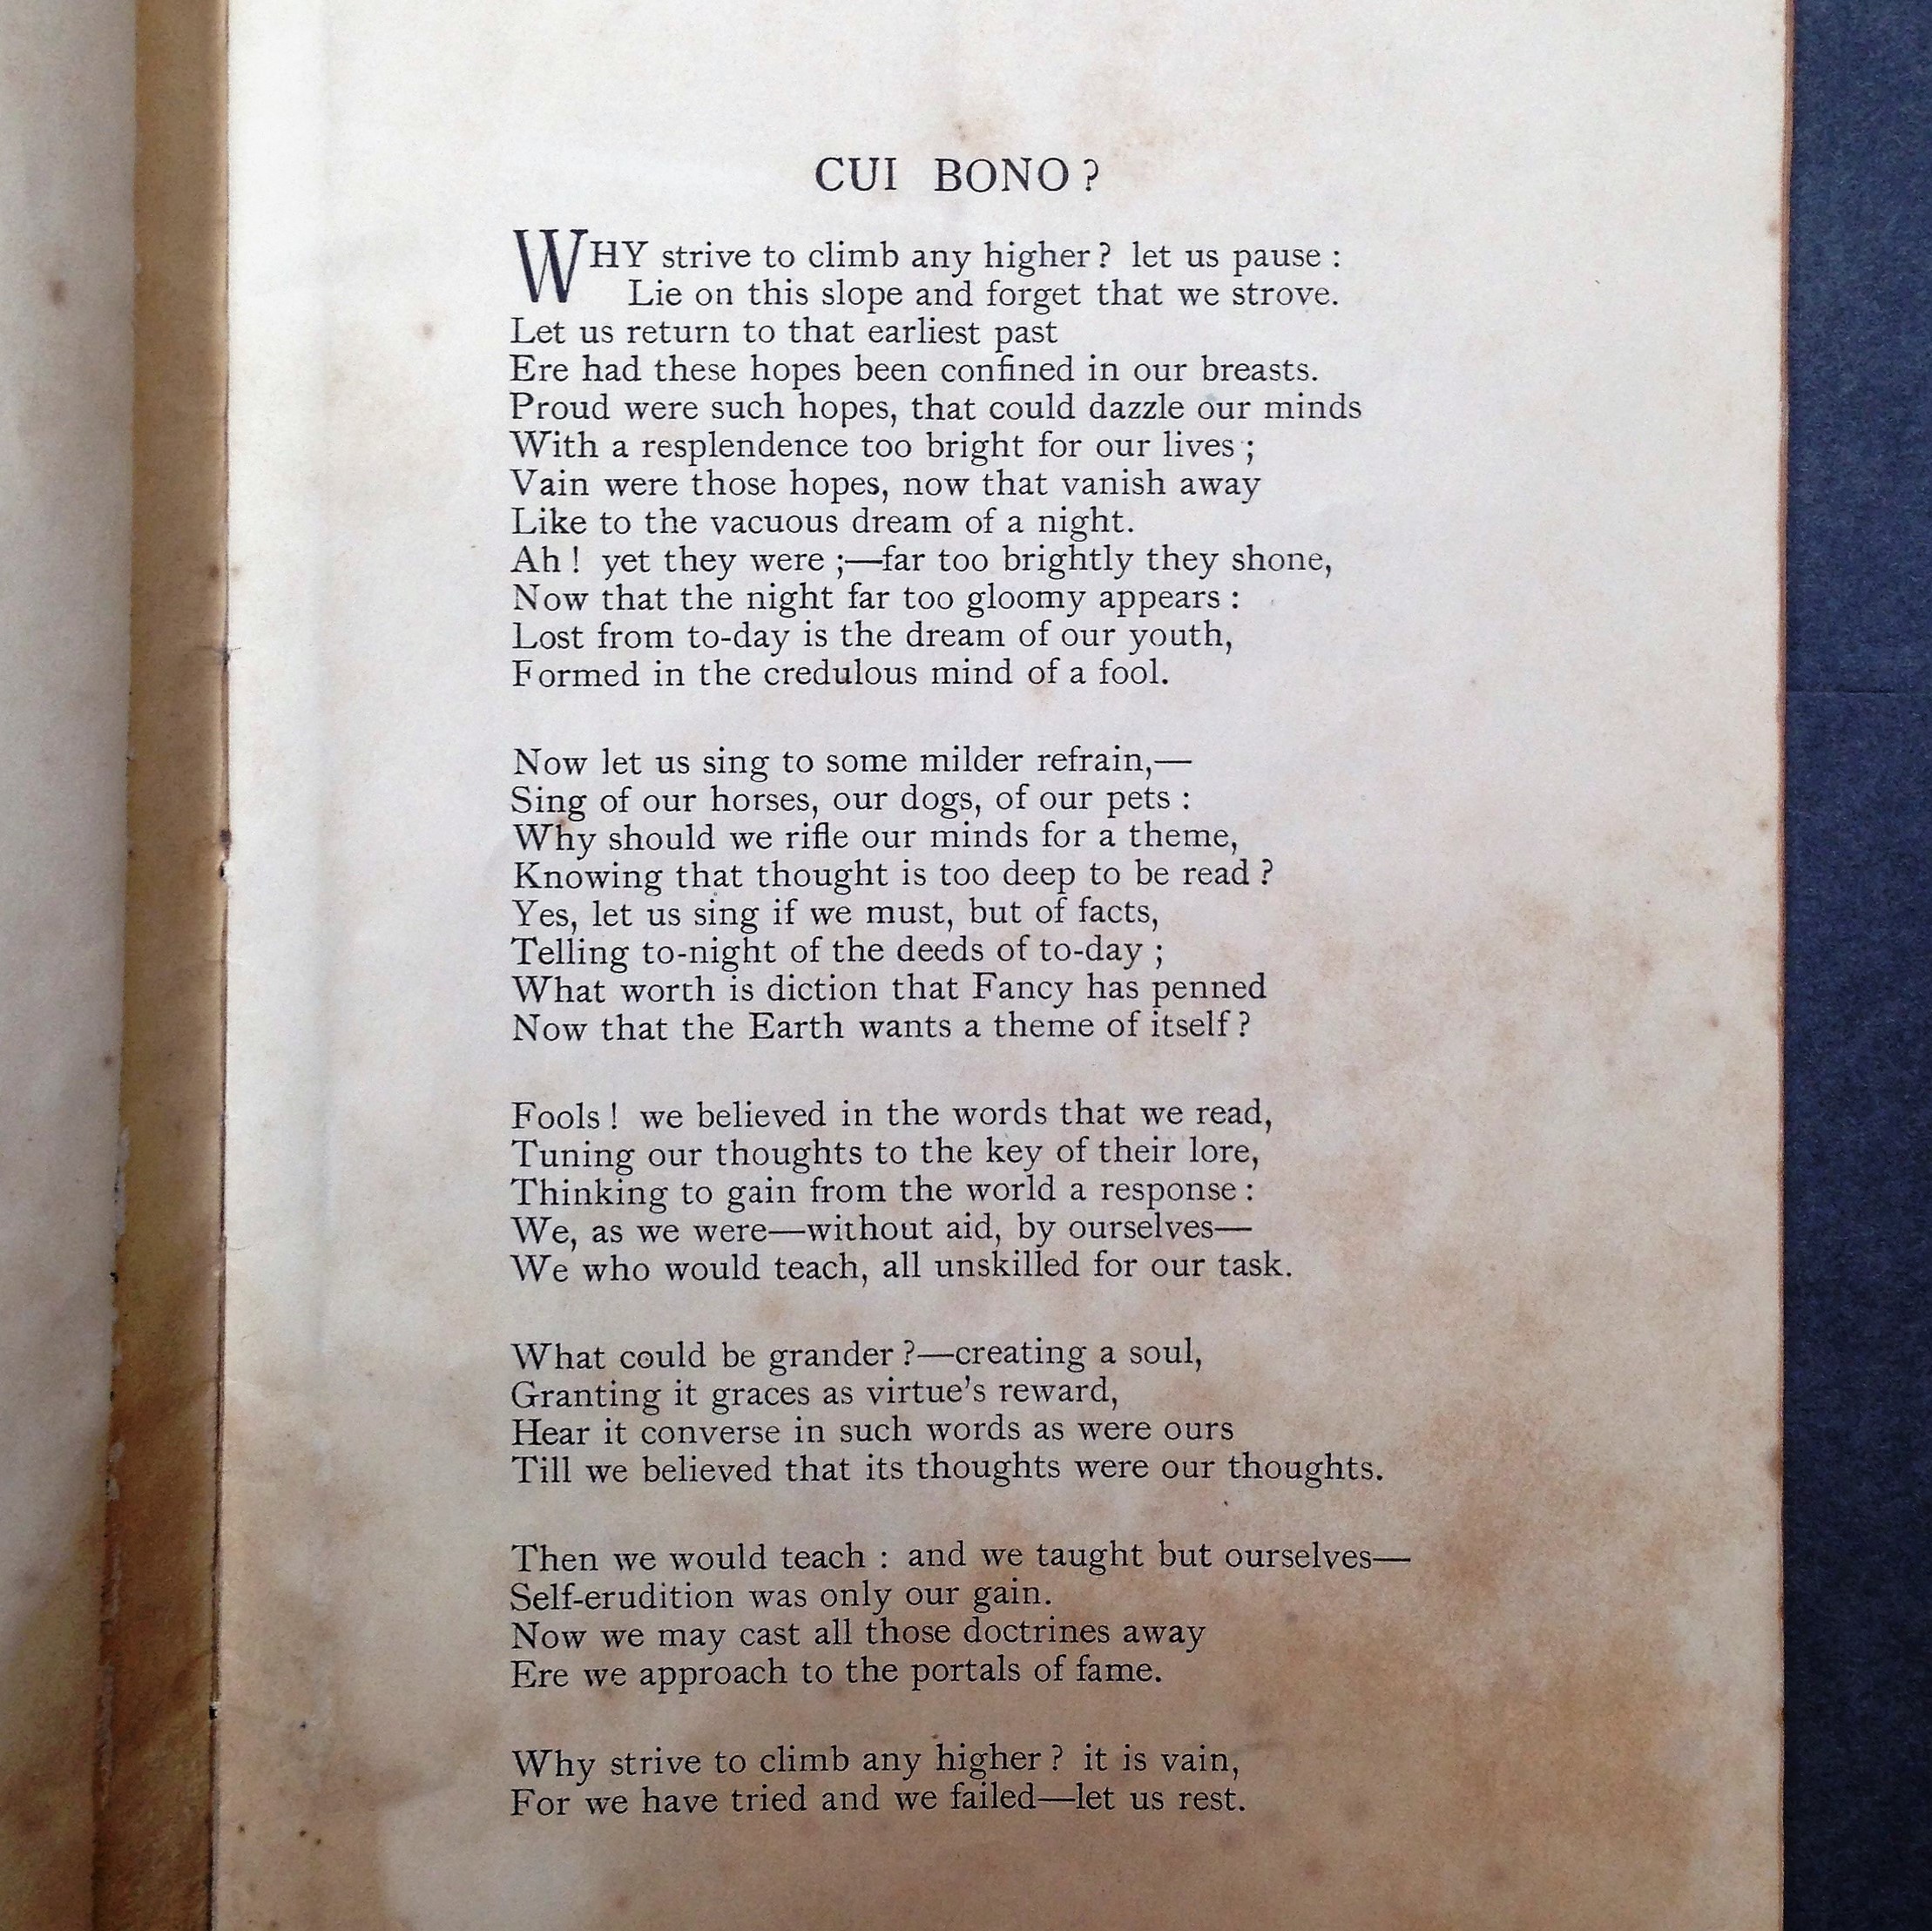 CUI BONO?
WHY strive to climb any higher? let us pause:
Lie on this slope and forget that we strove.
Let us return to that earliest past
Ere had these hopes been confined in our breasts.
Proud were such hopes, that could dazzle our minds
With a resplendence too bright for our lives;
Vain were those hopes, now that vanish away
Like to the vacuous dream of a night.
Ah! yet they were;—far too brightly they shone,
Now that the night far too gloomy appears:
Lost from to-day is the dream of our youth,
Formed in the credulous mind of a fool.

Now let us sing to some milder refrain,—
Sing of our horses, our dogs, of our pets:
Why should we rifle our minds for a theme,
Knowing that thought is too deep to be read?
Yes, let us sing if we must, but of facts,
Telling to-night of the deeds of to-day;
What worth is diction that Fancy has penned
Now that the Earth wants a theme of itself?

Fools! we believed in the words that we read,
Tuning our thoughts to the key of their lore,
Thinking to gain from the world a response:
We, as we were—without aid, by ourselves—
We who would teach, all unskilled for our task.

What could be grander?—creating a soul,
Granting it graces as virtue's reward,
Hear it converse in such words as were ours
Till we believed that its thoughts were our thoughts.

Then we would teach: and we taught but ourselves—
Self-erudition was only our gain.
Now we may cast all those doctrines away
Ere we approach to the portals of fame.

Why strive to climb any higher? it is vain,
For we have tried and we failed—let us rest.